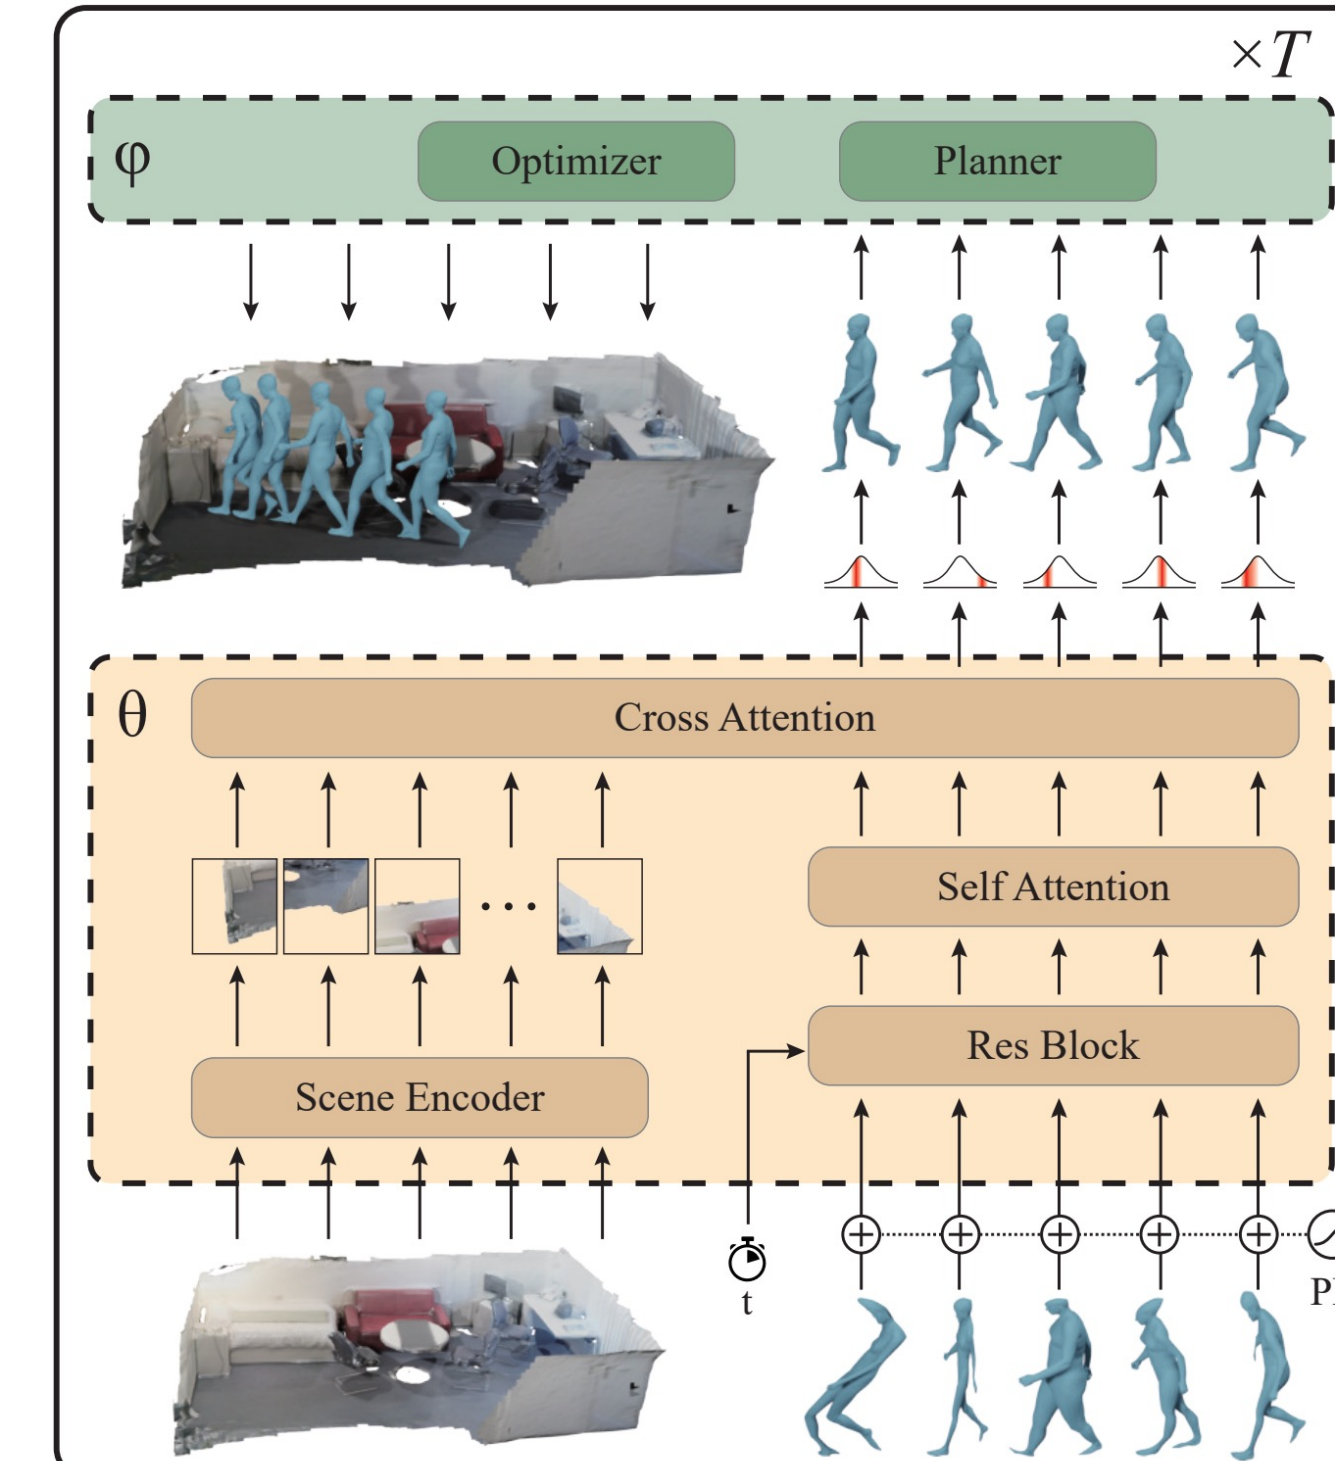 ×T
φ
Optimizer
Planner
θ
Cross Attention
...
Self Attention
Res Block
Scene Encoder
t